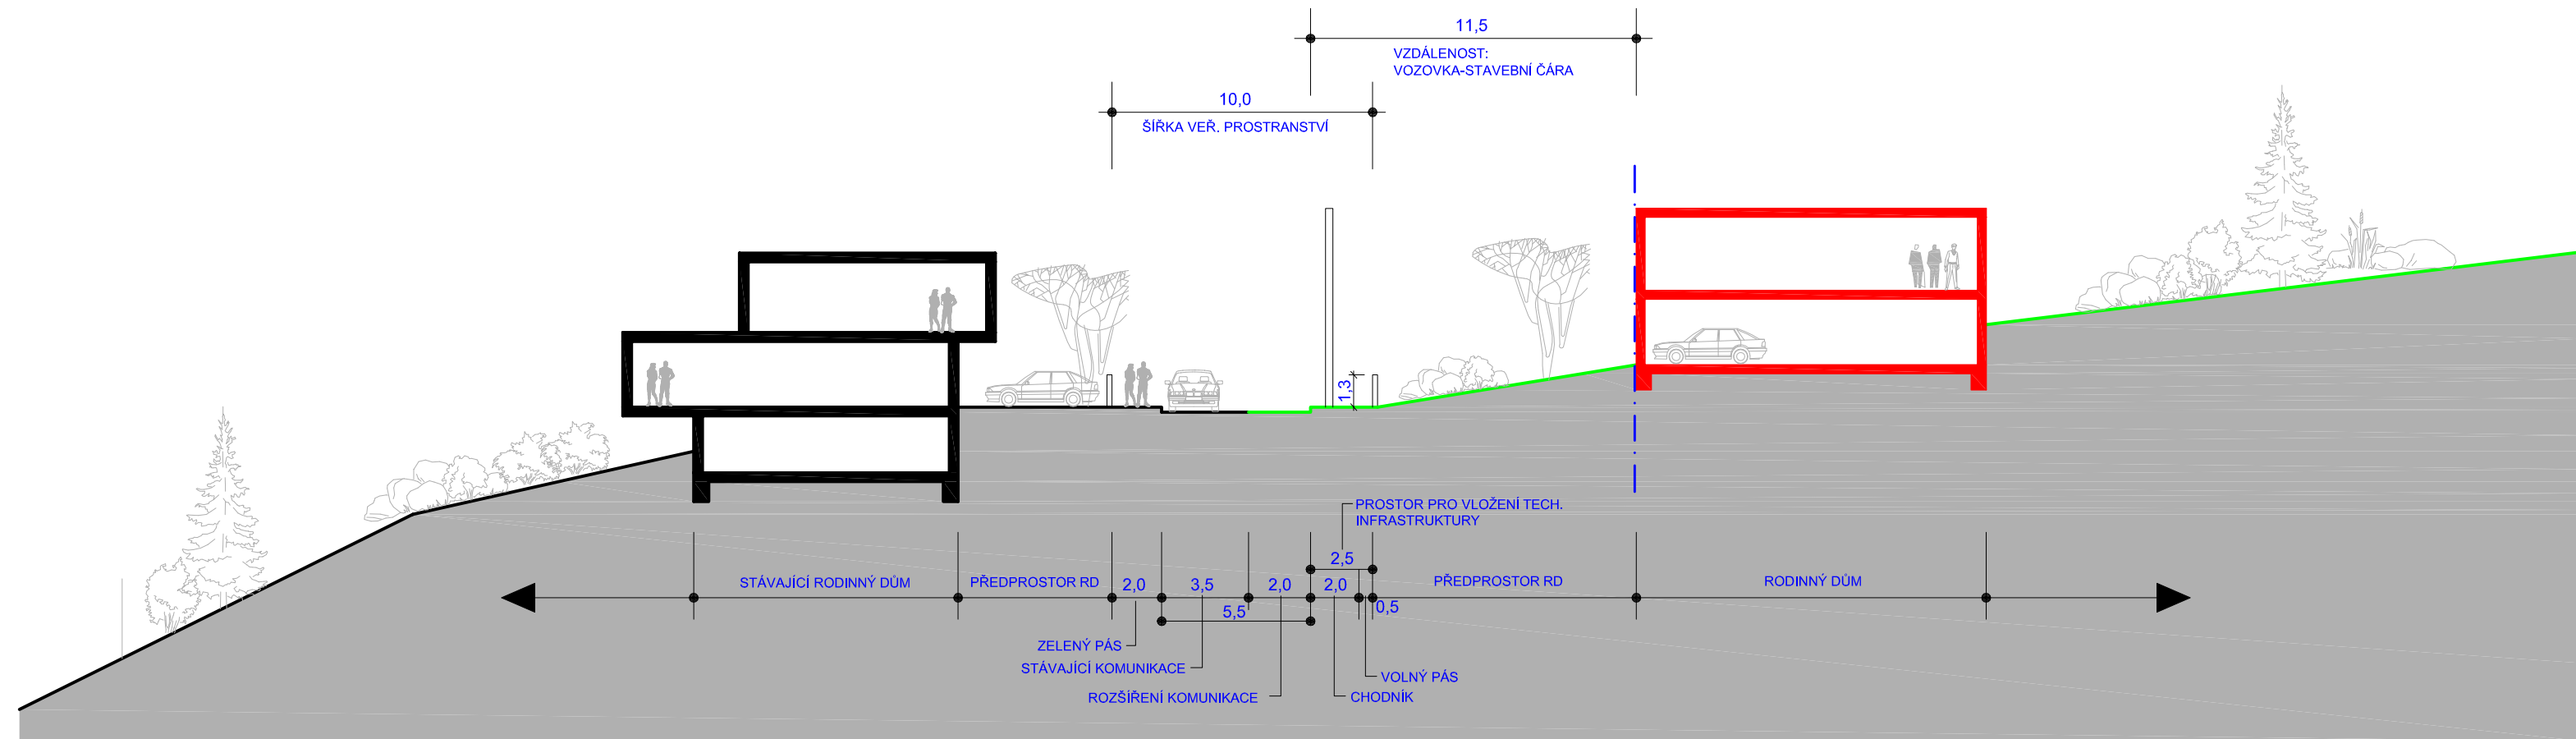 11,5
VZDÁLENOST:
VOZOVKA-STAVEBNÍ ČÁRA
10,0
ŠÍŘKA VEŘ. PROSTRANSTVÍ
1,3
PROSTOR PRO VLOŽENÍ TECH.
INFRASTRUKTURY
2,5
STÁVAJÍCÍ RODINNÝ DŮM
PŘEDPROSTOR RD
2,0
3,5
2,0
2,0
PŘEDPROSTOR RD
RODINNÝ DŮM
5,5
0,5
ZELENÝ PÁS
STÁVAJÍCÍ KOMUNIKACE
VOLNÝ PÁS
ROZŠÍŘENÍ KOMUNIKACE
CHODNÍK